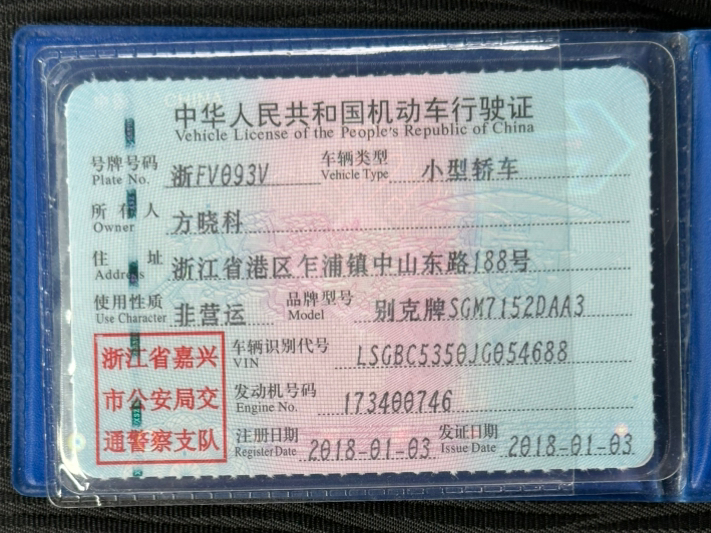 中华人民共和国机动车行驶证
Vehicle License of the People's Republic of China
号牌号码 浙FV093V 车辆类型 小型轿车
Plate No. Vehicle Type
所有人 方晓科
Owner
住址 浙江省港区乍浦镇中山东路188号
Address
使用性质 非营运 品牌型号 别克牌SGM7152DAA3
Use Character Model
浙江省嘉兴
市公安局交
通警察支队
车辆识别代号 LSGBC5350JG054688
VIN
发动机号码 173400746
Engine No.
注册日期 2018-01-03 发证日期 2018-01-03
Register Date Issue Date